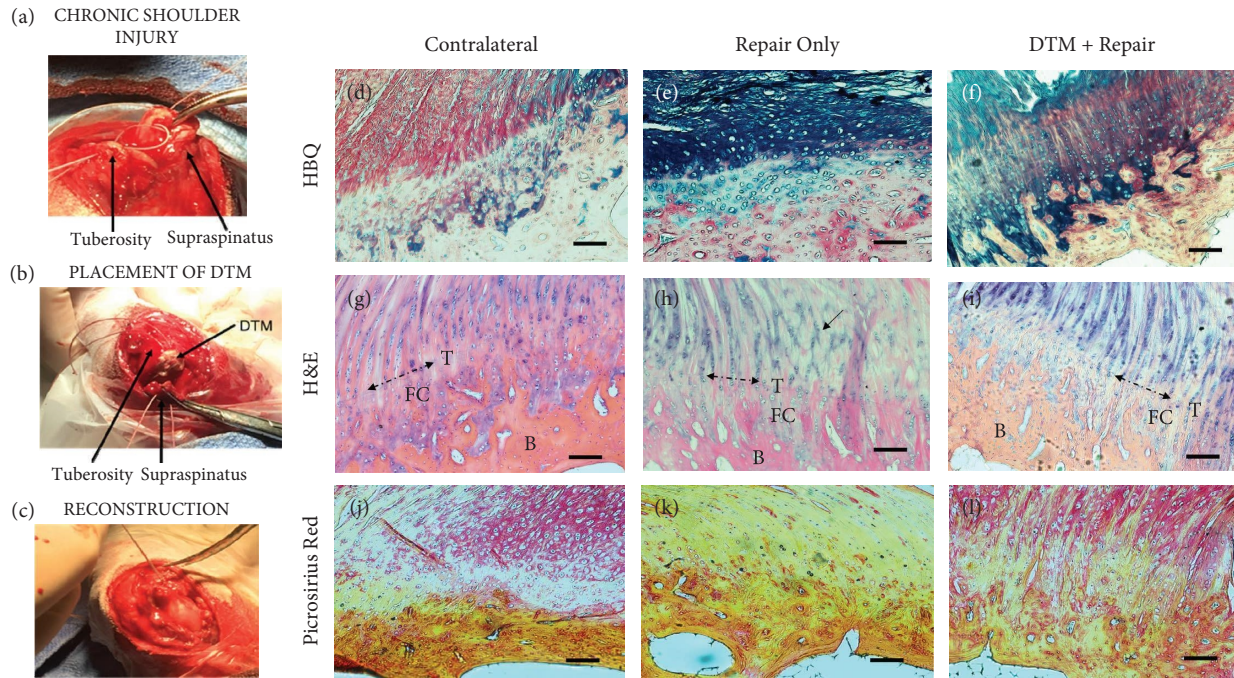 (a) CHRONIC SHOULDER
INJURY
Tuberosity Supraspinatus
(b) PLACEMENT OF DTM
DTM
Tuberosity Supraspinatus
(c) RECONSTRUCTION
Contralateral Repair Only DTM + Repair
HBQ
(d) (e) (f)
H&E
(g) (h) (i)
T
FC
B
T
FC
B
T
FC
B
Picrosirius Red
(j) (k) (l)